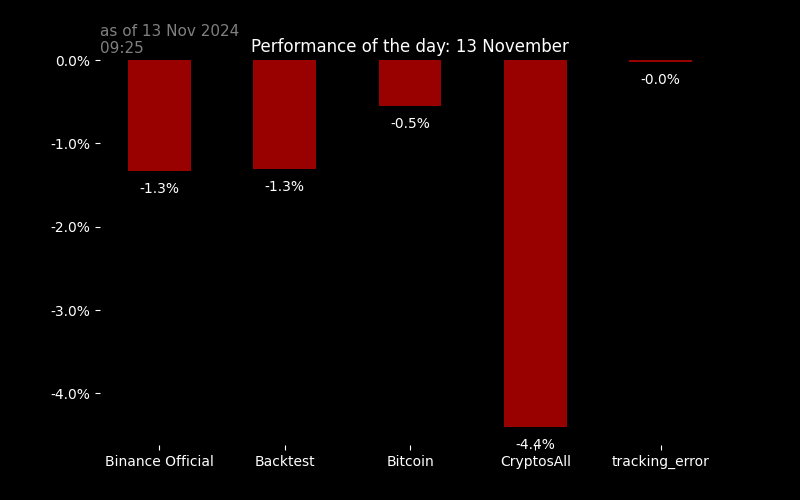 as of 13 Nov 2024
09:25
Performance of the day: 13 November
0.0%
-1.0%
-2.0%
-3.0%
-4.0%
-1.3%
-1.3%
-0.5%
-4.4%
-0.0%
Binance Official
Backtest
Bitcoin
CryptosAll
tracking_error